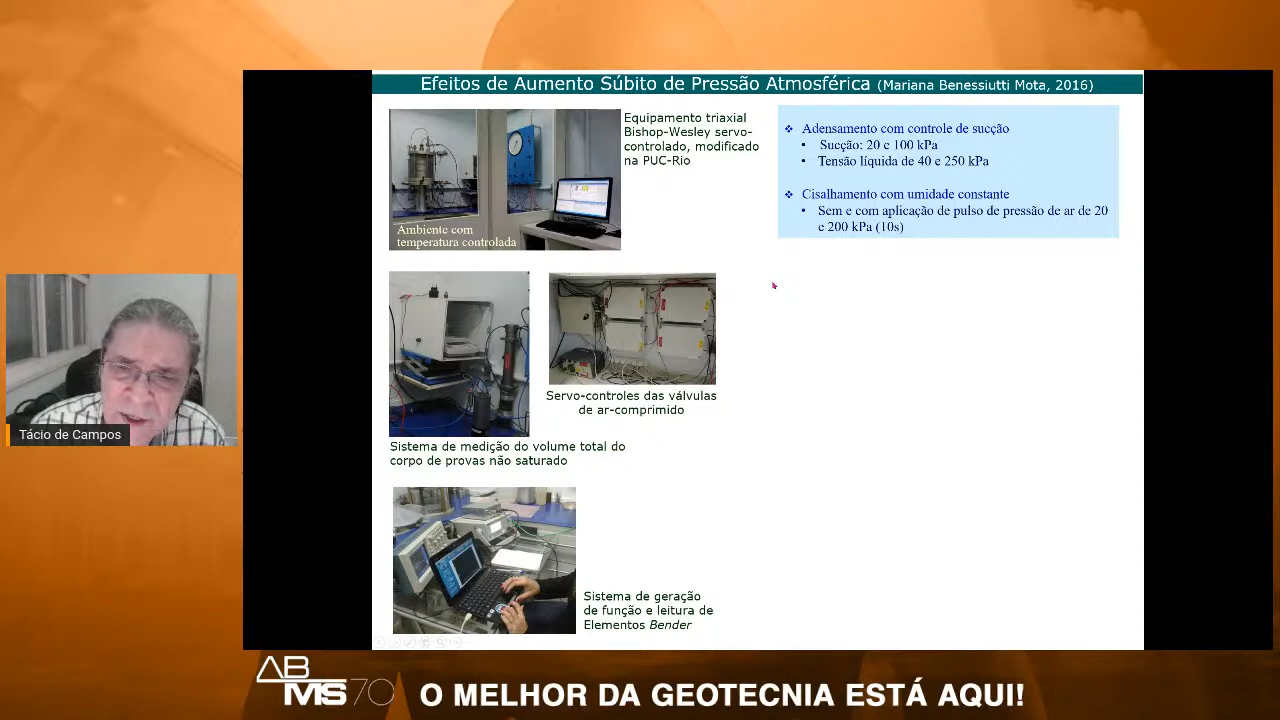 Efeitos de Aumento Súbito de Pressão Atmosférica (Mariana Benessiutti Mota, 2016)
Equipamento triaxial
Bishop-Wesley servo-
controlado, modificado
na PUC-Rio
Ambiente com
temperatura controlada
❖ Adensamento com controle de sucção
• Sucção: 20 e 100 kPa
• Tensão líquida de 40 e 250 kPa
❖ Cisalhamento com umidade constante
• Sem e com aplicação de pulso de pressão de ar de 20
e 200 kPa (10s)
Servo-controles das válvulas
de ar-comprimido
Sistema de medição do volume total do
corpo de provas não saturado
Sistema de geração
de função e leitura de
Elementos Bender
Tácio de Campos
ABMS70
O MELHOR DA GEOTECNIA ESTÁ AQUI!